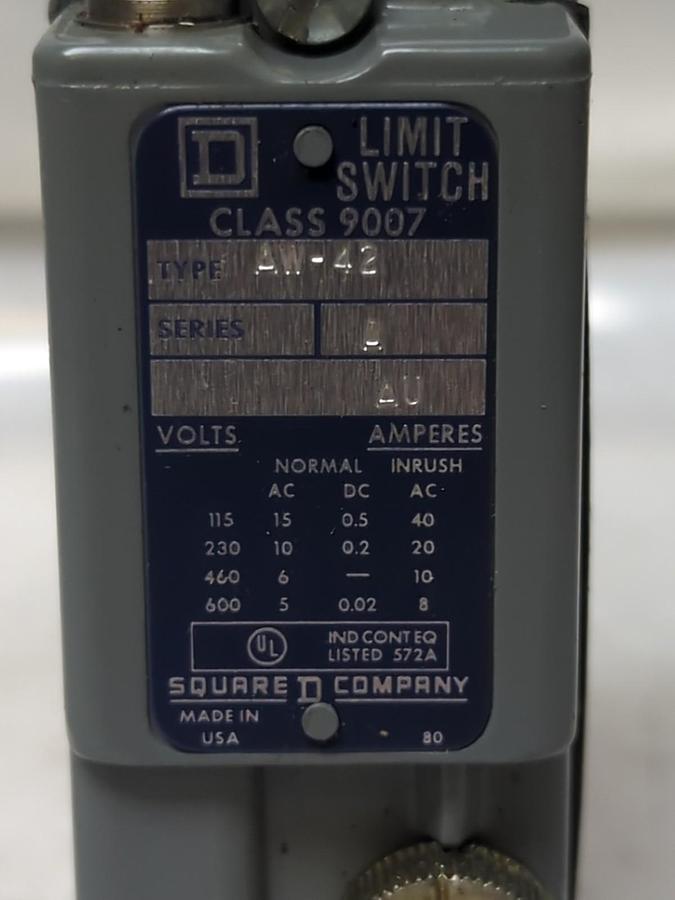 D LIMIT
SWITCH
CLASS 9007
TYPE AW-42
SERIES A
AU
VOLTS AMPERES
NORMAL INRUSH
AC DC AC
115 15 0.5 40
230 10 0.2 20
460 6 — 10
600 5 0.02 8
UL IND CONT EQ
LISTED 572A
SQUARE D COMPANY
MADE IN
USA 80